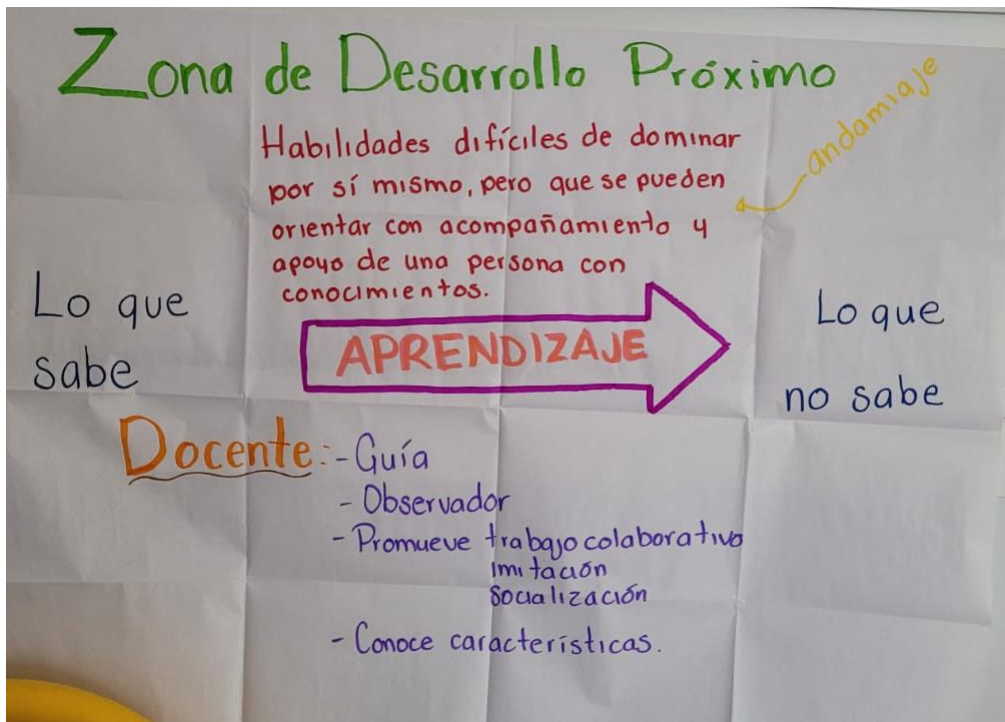 Zona de Desarrollo Próximo
andamiaje
Habilidades difíciles de dominar
por sí mismo, pero que se pueden
orientar con acompañamiento y
apoyo de una persona con
conocimientos.
Lo que
sabe
APRENDIZAJE
Lo que
no sabe
Docente: - Guía
- Observador
- Promueve trabajo colaborativo
imitación
socialización
- Conoce características.